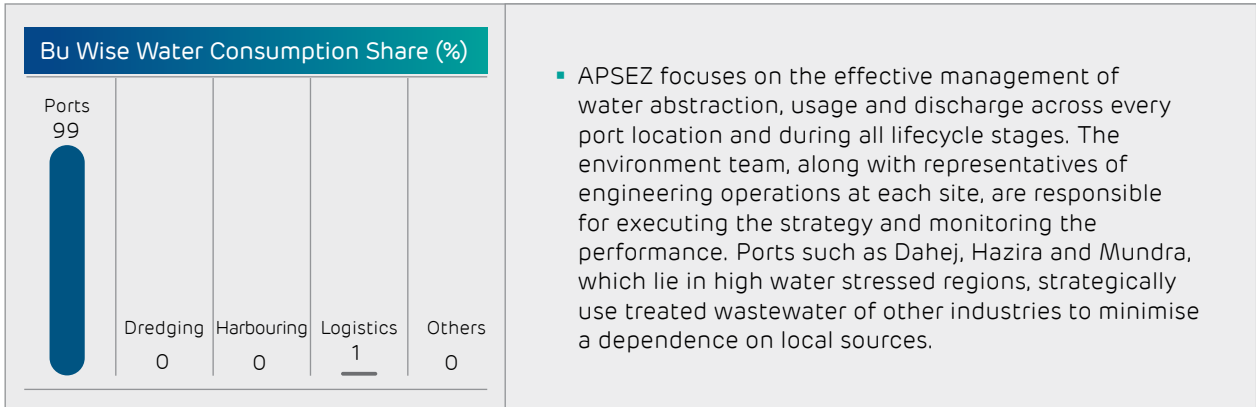 Bu Wise Water Consumption Share (%)
Ports
99
Dredging
0
Harbouring
0
Logistics
1
Others
0
▪ APSEZ focuses on the effective management of
water abstraction, usage and discharge across every
port location and during all lifecycle stages. The
environment team, along with representatives of
engineering operations at each site, are responsible
for executing the strategy and monitoring the
performance. Ports such as Dahej, Hazira and Mundra,
which lie in high water stressed regions, strategically
use treated wastewater of other industries to minimise
a dependence on local sources.